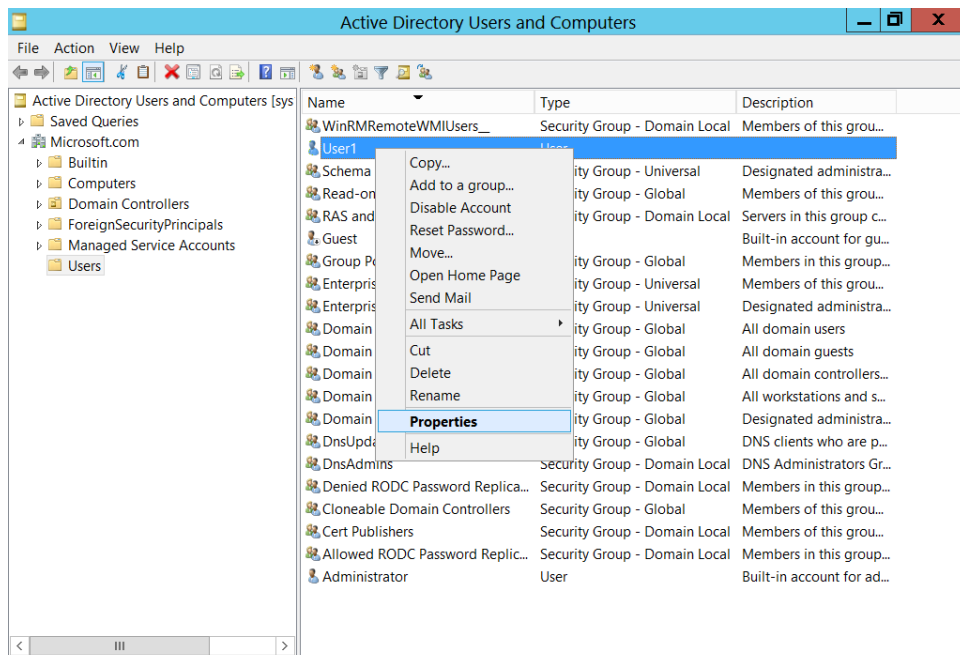 Active Directory Users and Computers
File Action View Help
Active Directory Users and Computers [sys
Saved Queries
Microsoft.com
Builtin
Computers
Domain Controllers
ForeignSecurityPrincipals
Managed Service Accounts
Users
Name Type Description
WinRMRemoteWMIUsers__ Security Group - Domain Local Members of this grou...
User1 User
Schema ity Group - Universal Designated administra...
Read-on ity Group - Global Members of this grou...
RAS and ity Group - Domain Local Servers in this group c...
Guest Built-in account for gu...
Group Po ity Group - Global Members in this group...
Enterpris ity Group - Universal Members of this grou...
Enterpris ity Group - Universal Designated administra...
Domain ity Group - Global All domain users
Domain ity Group - Global All domain guests
Domain ity Group - Global All domain controllers...
Domain ity Group - Global All workstations and s...
Domain ity Group - Global Designated administra...
DnsUpda ity Group - Global DNS clients who are p...
DnsAdmins Security Group - Domain Local DNS Administrators Gr...
Denied RODC Password Replica... Security Group - Domain Local Members in this group...
Cloneable Domain Controllers Security Group - Global Members of this grou...
Cert Publishers Security Group - Domain Local Members of this grou...
Allowed RODC Password Replic... Security Group - Domain Local Members in this group...
Administrator User Built-in account for ad...
Copy...
Add to a group...
Disable Account
Reset Password...
Move...
Open Home Page
Send Mail
All Tasks
Cut
Delete
Rename
Properties
Help